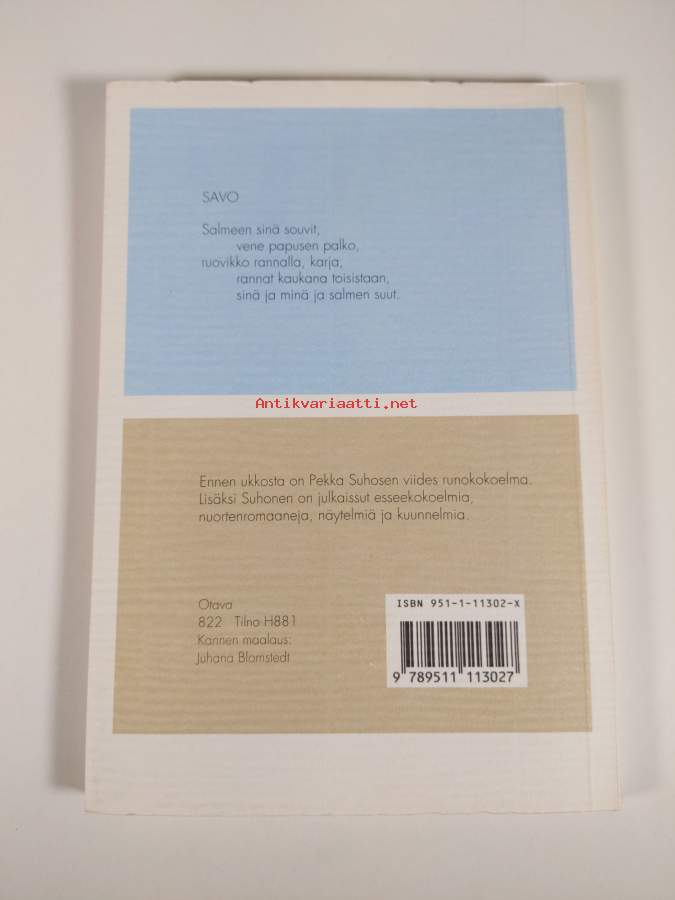 SAVO
Salmeen sinä souvit,
vene papusen palko,
ruovikko rannalla, karja,
rannat kaukana toisistaan,
sinä ja minä ja salmen suut.
Antikvariaatti.net
Ennen ukkosta on Pekka Suhosen viides runokokoelma.
Lisäksi Suhonen on julkaissut esseekokoelmia,
nuortenromaaneja, näytelmiä ja kuunnelmia.
Otava
822 Tilno H881
Kannen maalaus:
Juhana Blomstedt
ISBN 951-1-11302-X
9 789511 113027